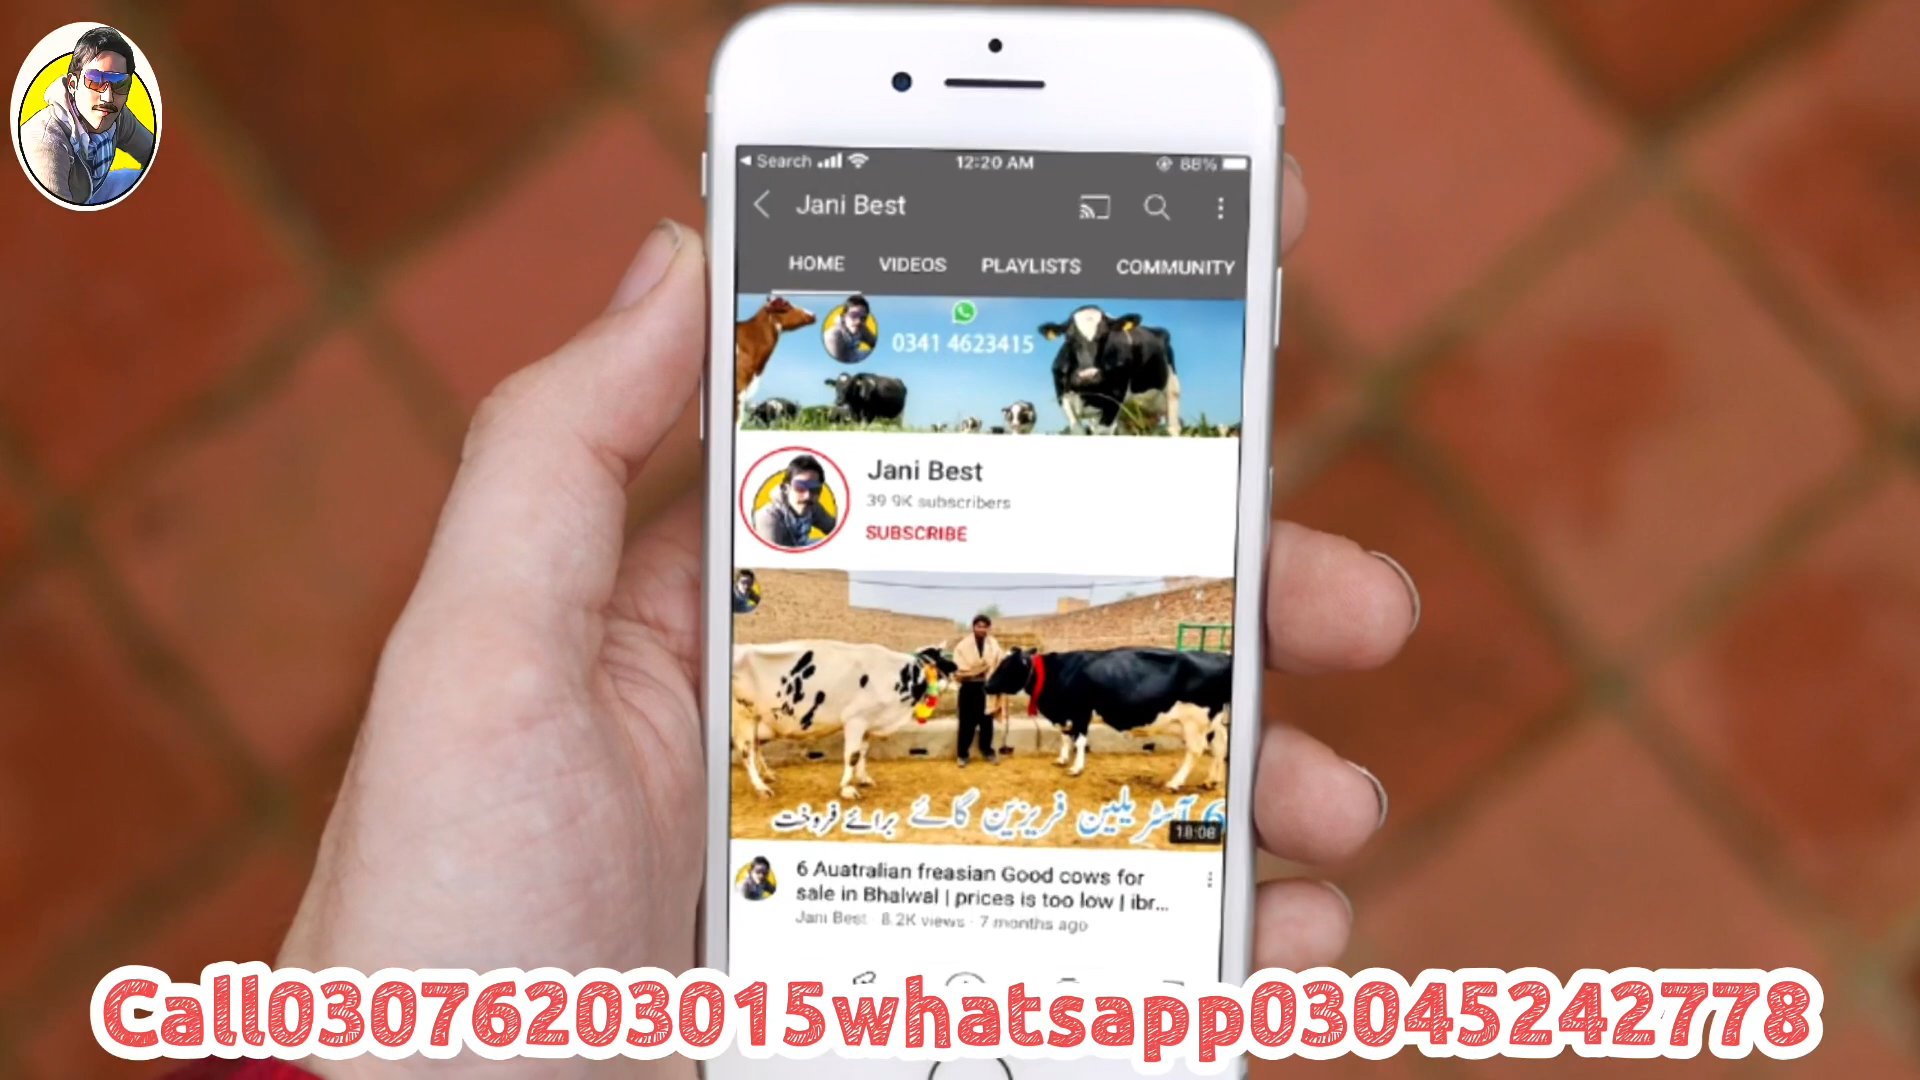 Search
12:20 AM
88%
Jani Best
HOME
VIDEOS
PLAYLISTS
COMMUNITY
0341 4623415
Jani Best
39.9K subscribers
SUBSCRIBE
6 آسٹریلین فریزین گائے برائے فروخت
18:08
6 Auatralian freasian Good cows for
sale in Bhalwal | prices is too low | ibr...
Jani Best · 8.2K views · 7 months ago
Call03076203015whatsapp03045242778